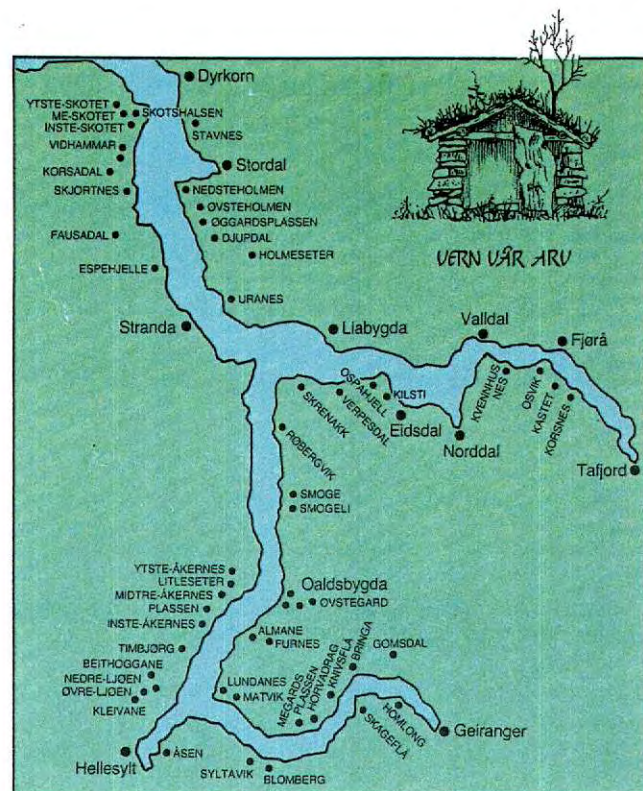 Dyrkorn
YTSTE-SKOTET
ME-SKOTET
SKOTSHALSEN
INSTE-SKOTET
STAVNES
VIDHAMMAR
Stordal
KORSADAL
SKJORTNES
NEDSTEHOLMEN
ØVSTEHOLMEN
ØGGARDSPLASSEN
FAUSADAL
DJUPDAL
HOLMESETER
VERN VÅR ARV
ESPEHJELLE
URANES
Stranda
Liabygda
Valldal
Fjørå
OSPAHJELL
KILSTI
VERPESDAL
SKRENAKK
Eidsdal
KVENNHUS
NES
OSVIK
KASTET
KORSNES
Norddal
Tafjord
RØBERGVIK
SMOGE
SMOGELI
YTSTE-ÅKERNES
LITLESETER
MIDTRE-ÅKERNES
Oaldsbygda
OVSTEGARD
PLASSEN
INSTE-ÅKERNES
ALMANE
FURNES
TIMBJØRG
BEITHOGGANE
NEDRE-LJØEN
ØVRE-LJØEN
KLEIVANE
LUNDANES
MATVIK
MEGARDS
PLASSEN
HORVADRAG
KNIVSFLÅ
BRINGA
GOMSDAL
HOMLONG
SKAGEFLÅ
Geiranger
Hellesylt
ÅSEN
SYLTAVIK
BLOMBERG